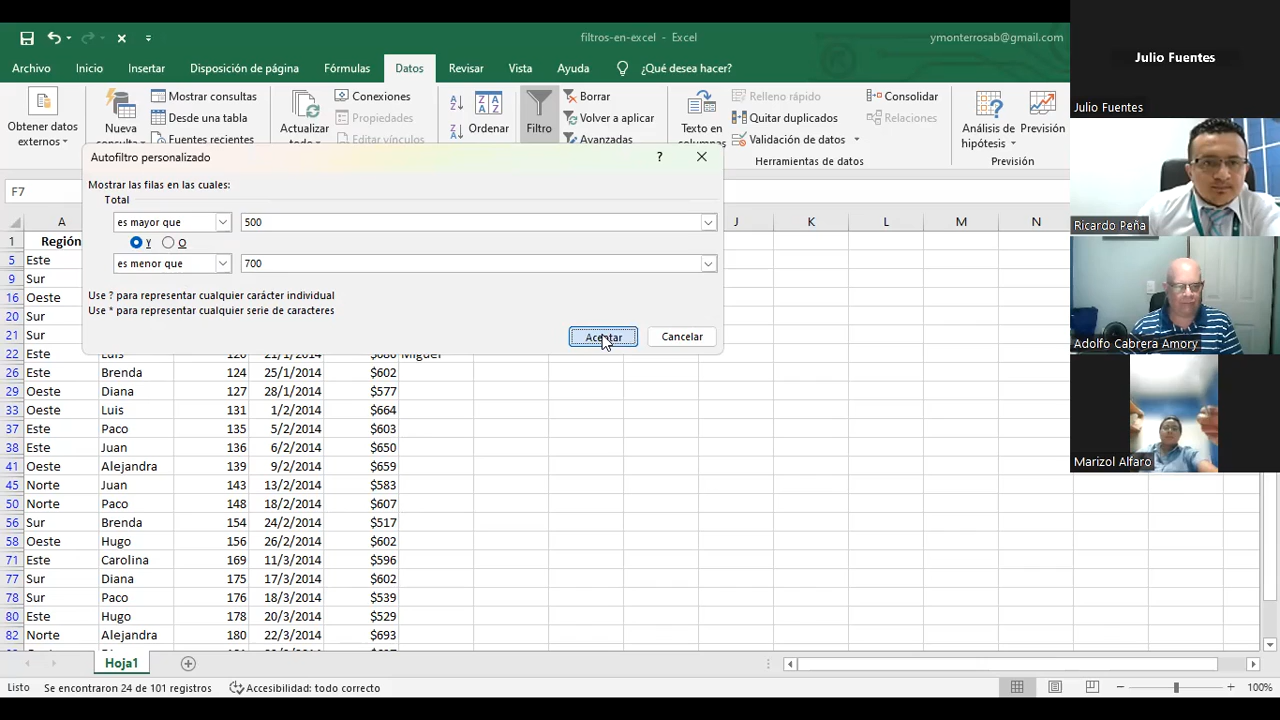 filtros-en-excel - Excel
ymonterrosab@gmail.com
Julio Fuentes
Archivo Inicio Insertar Disposición de página Fórmulas Datos Revisar Vista Ayuda ¿Qué desea hacer?
Obtener datos externos
Nueva consulta
Mostrar consultas
Desde una tabla
Fuentes recientes
Actualizar todo
Conexiones
Propiedades
Editar vínculos
Ordenar
Filtro
Borrar
Volver a aplicar
Avanzadas
Texto en columnas
Relleno rápido
Quitar duplicados
Validación de datos
Consolidar
Relaciones
Herramientas de datos
Análisis de hipótesis
Previsión
Previsión
Julio Fuentes
Ricardo Peña
Adolfo Cabrera Amory
Marizol Alfaro
F7
Autofiltro personalizado ?
Mostrar las filas en las cuales:
Total
es mayor que 500
Y O
es menor que 700
Use ? para representar cualquier carácter individual
Use * para representar cualquier serie de caracteres
Aceptar Cancelar
A J K L M N
1 Región
5 Este
9 Sur
16 Oeste
20 Sur
21 Sur
22 Este Luis 120 21/1/2014 $680 Miguel
26 Este Brenda 124 25/1/2014 $602
29 Oeste Diana 127 28/1/2014 $577
33 Oeste Luis 131 1/2/2014 $664
37 Este Paco 135 5/2/2014 $603
38 Este Juan 136 6/2/2014 $650
41 Oeste Alejandra 139 9/2/2014 $659
45 Norte Juan 143 13/2/2014 $583
50 Norte Paco 148 18/2/2014 $607
56 Sur Brenda 154 24/2/2014 $517
58 Oeste Hugo 156 26/2/2014 $602
71 Este Carolina 169 11/3/2014 $596
77 Sur Diana 175 17/3/2014 $602
78 Sur Paco 176 18/3/2014 $539
80 Este Hugo 178 20/3/2014 $529
82 Norte Alejandra 180 22/3/2014 $693
Hoja1
Listo Se encontraron 24 de 101 registros Accesibilidad: todo correcto 100%